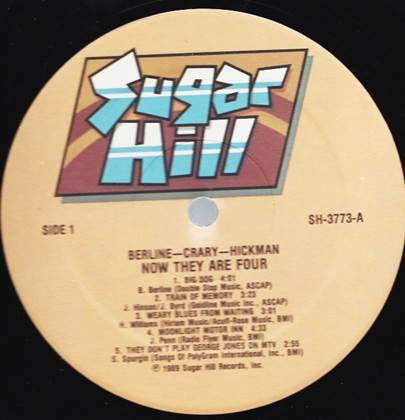 Sugar
Hill
SIDE 1
SH-3773-A
BERLINE—CRARY—HICKMAN
NOW THEY ARE FOUR
1. BIG DOG 4:01
B. Berline (Double Stop Music, ASCAP)
2. TRAIN OF MEMORY 3:23
J. Hinson/J. Byrd (Goldline Music Inc., ASCAP)
3. WEARY BLUES FROM WAITING 3:01
H. Williams (Hiriam Music/Acuff-Rose Music, BMI)
4. MOONLIGHT MOTOR INN 4:33
J. Penn (Radio Flyer Music, BMI)
5. THEY DON'T PLAY GEORGE JONES ON MTV 2:55
S. Spurgin (Songs Of PolyGram International, Inc., BMI)
℗ 1989 Sugar Hill Records, Inc.